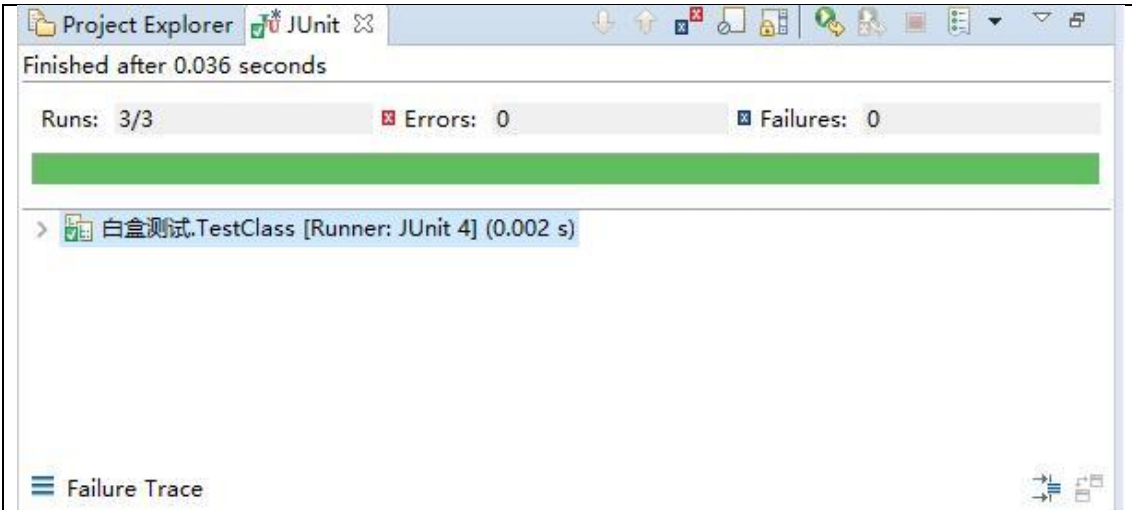 Project Explorer JUnit
Finished after 0.036 seconds
Runs: 3/3 Errors: 0 Failures: 0
白盒测试.TestClass [Runner: JUnit 4] (0.002 s)
Failure Trace